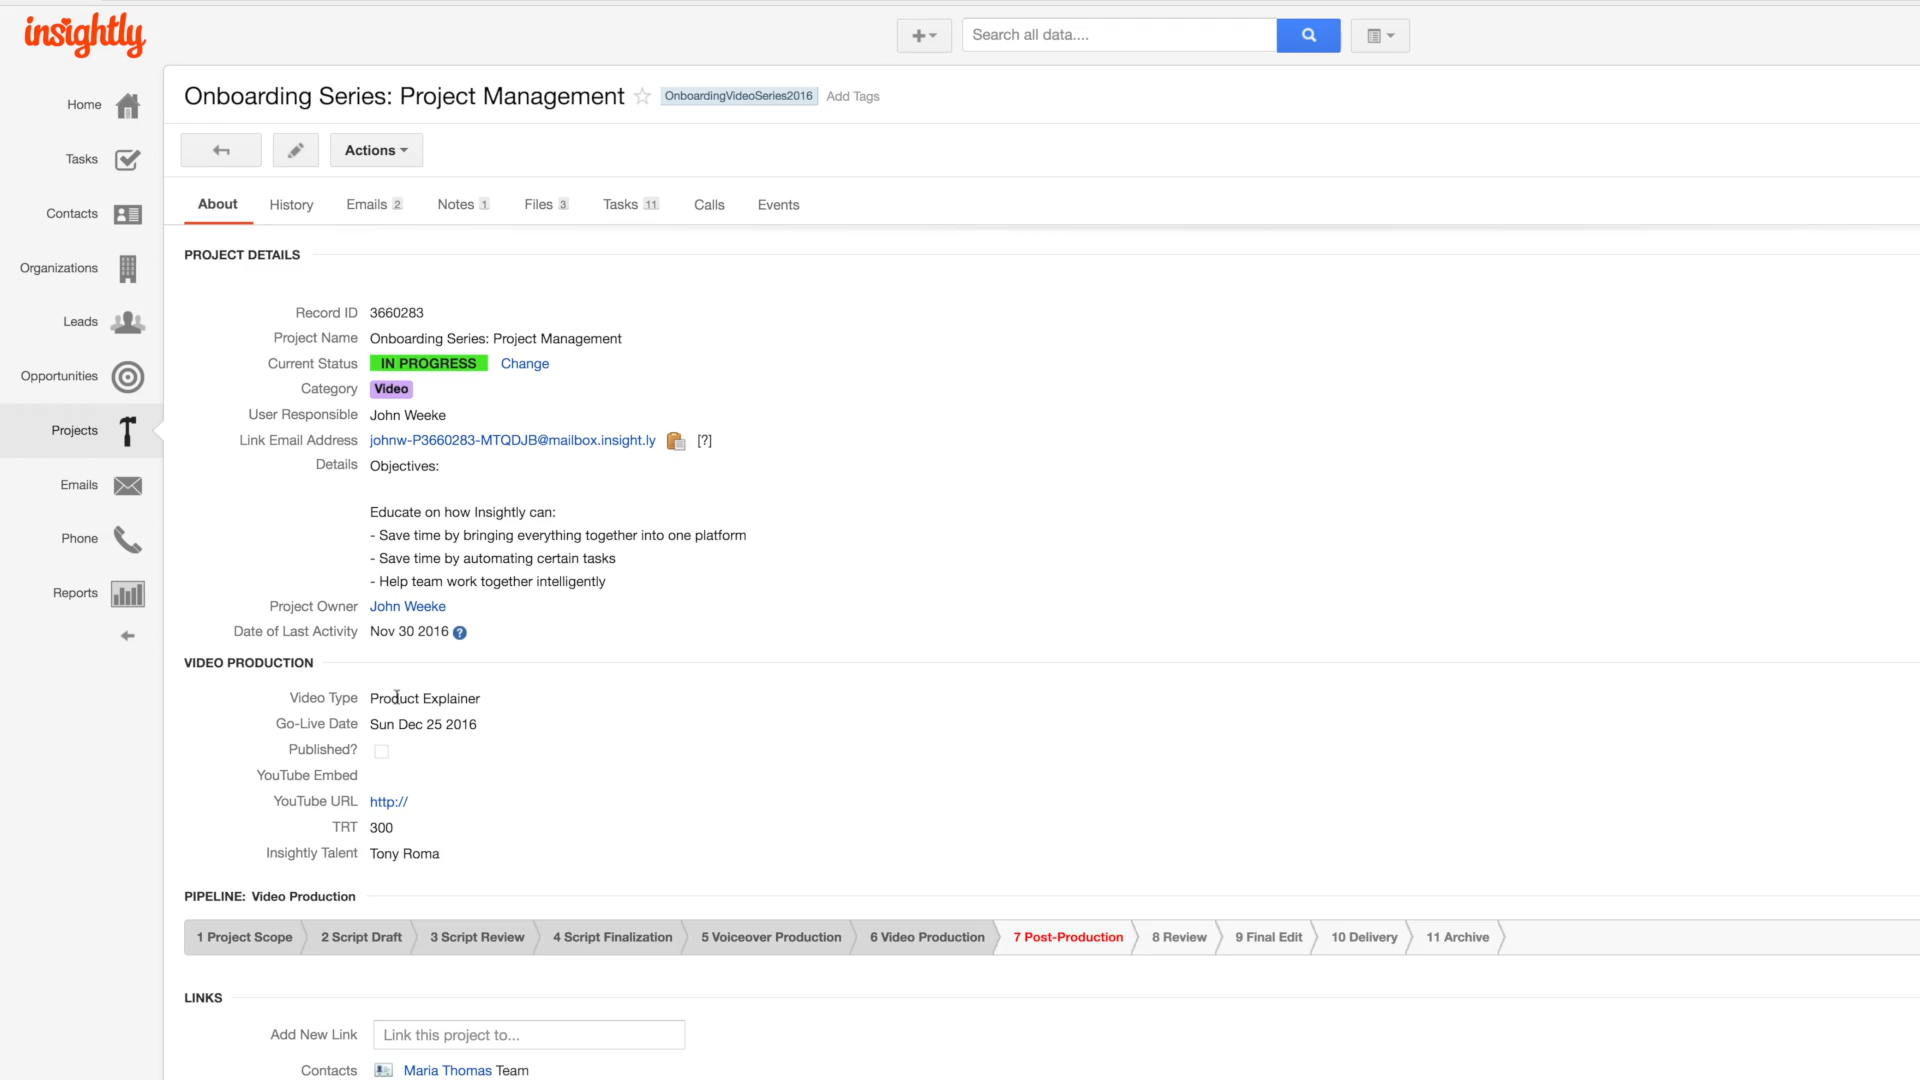 insightly
Search all data....
Home
Tasks
Contacts
Organizations
Leads
Opportunities
Projects
Emails
Phone
Reports
Onboarding Series: Project Management OnboardingVideoSeries2016 Add Tags
Actions
About History Emails 2 Notes 1 Files 3 Tasks 11 Calls Events
PROJECT DETAILS
Record ID 3660283
Project Name Onboarding Series: Project Management
Current Status IN PROGRESS Change
Category Video
User Responsible John Weeke
Link Email Address johnw-P3660283-MTQDJB@mailbox.insight.ly [?]
Details Objectives:
Educate on how Insightly can:
- Save time by bringing everything together into one platform
- Save time by automating certain tasks
- Help team work together intelligently
Project Owner John Weeke
Date of Last Activity Nov 30 2016 ?
VIDEO PRODUCTION
Video Type Product Explainer
Go-Live Date Sun Dec 25 2016
Published?
YouTube Embed
YouTube URL http://
TRT 300
Insightly Talent Tony Roma
PIPELINE: Video Production
1 Project Scope 2 Script Draft 3 Script Review 4 Script Finalization 5 Voiceover Production 6 Video Production 7 Post-Production 8 Review 9 Final Edit 10 Delivery 11 Archive
LINKS
Add New Link Link this project to...
Contacts Maria Thomas Team